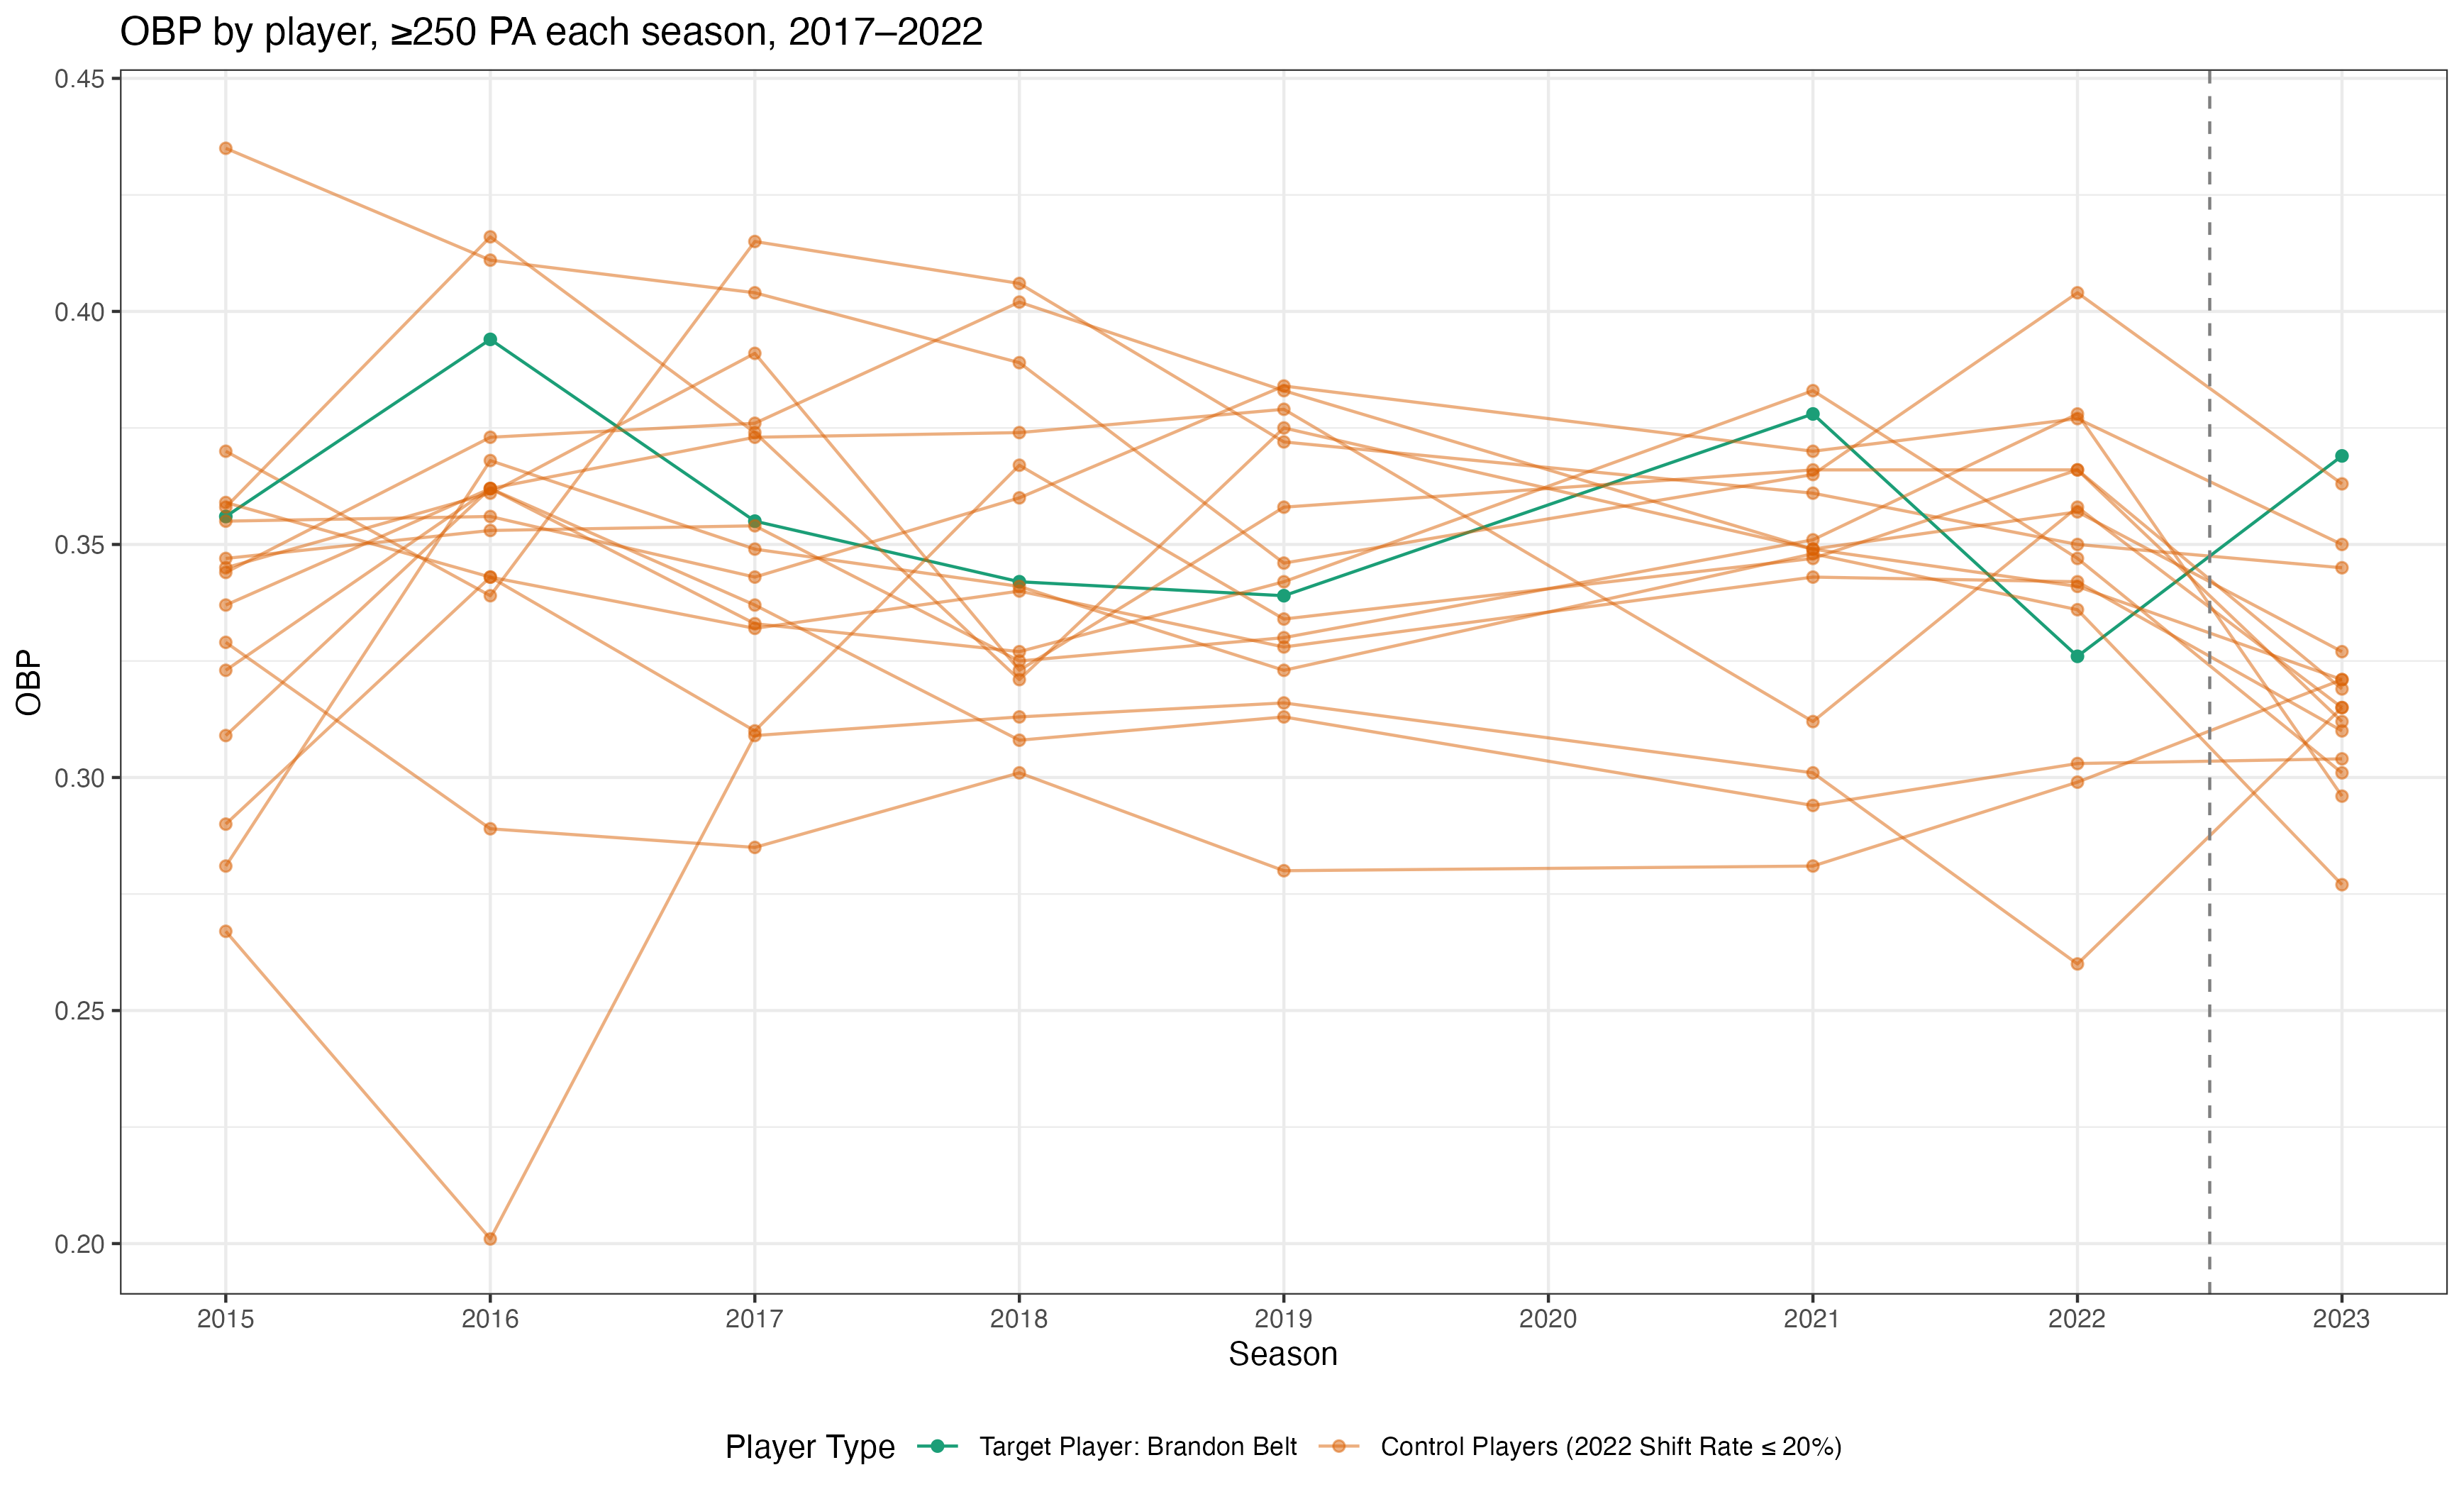 OBP by player, ≥250 PA each season, 2017–2022
0.45
0.40
0.35
0.30
0.25
0.20
OBP
2015 2016 2017 2018 2019 2020 2021 2022 2023
Season
Player Type Target Player: Brandon Belt Control Players (2022 Shift Rate ≤ 20%)